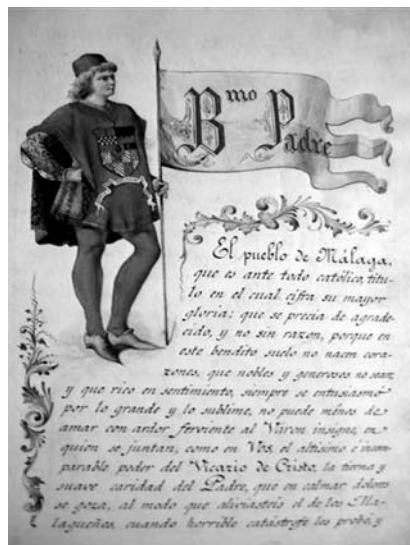 Bmo Padre
El pueblo de Málaga,
que es ante todo católico, títu-
lo en el cual cifra su mayor
gloria; que se precia de agrade-
cido, y no sin razon, porque en
este bendito suelo no nacen cora-
zones, que nobles y generosos no sean
y que rico en sentimiento, siempre se entusiasmó
por lo grande y lo sublime, no puede ménos de
amar con ardor ferviente al Varon insigne, en
quien se juntan, como en Vos, el altísimo é incom-
parable poder del Vicario de Cristo, la tierna y
suave caridad del Padre, que en calmar dolores
se goza, al modo que aliviasteis el de los Ma-
lagueños, cuando horrible catástrofe los probó, y